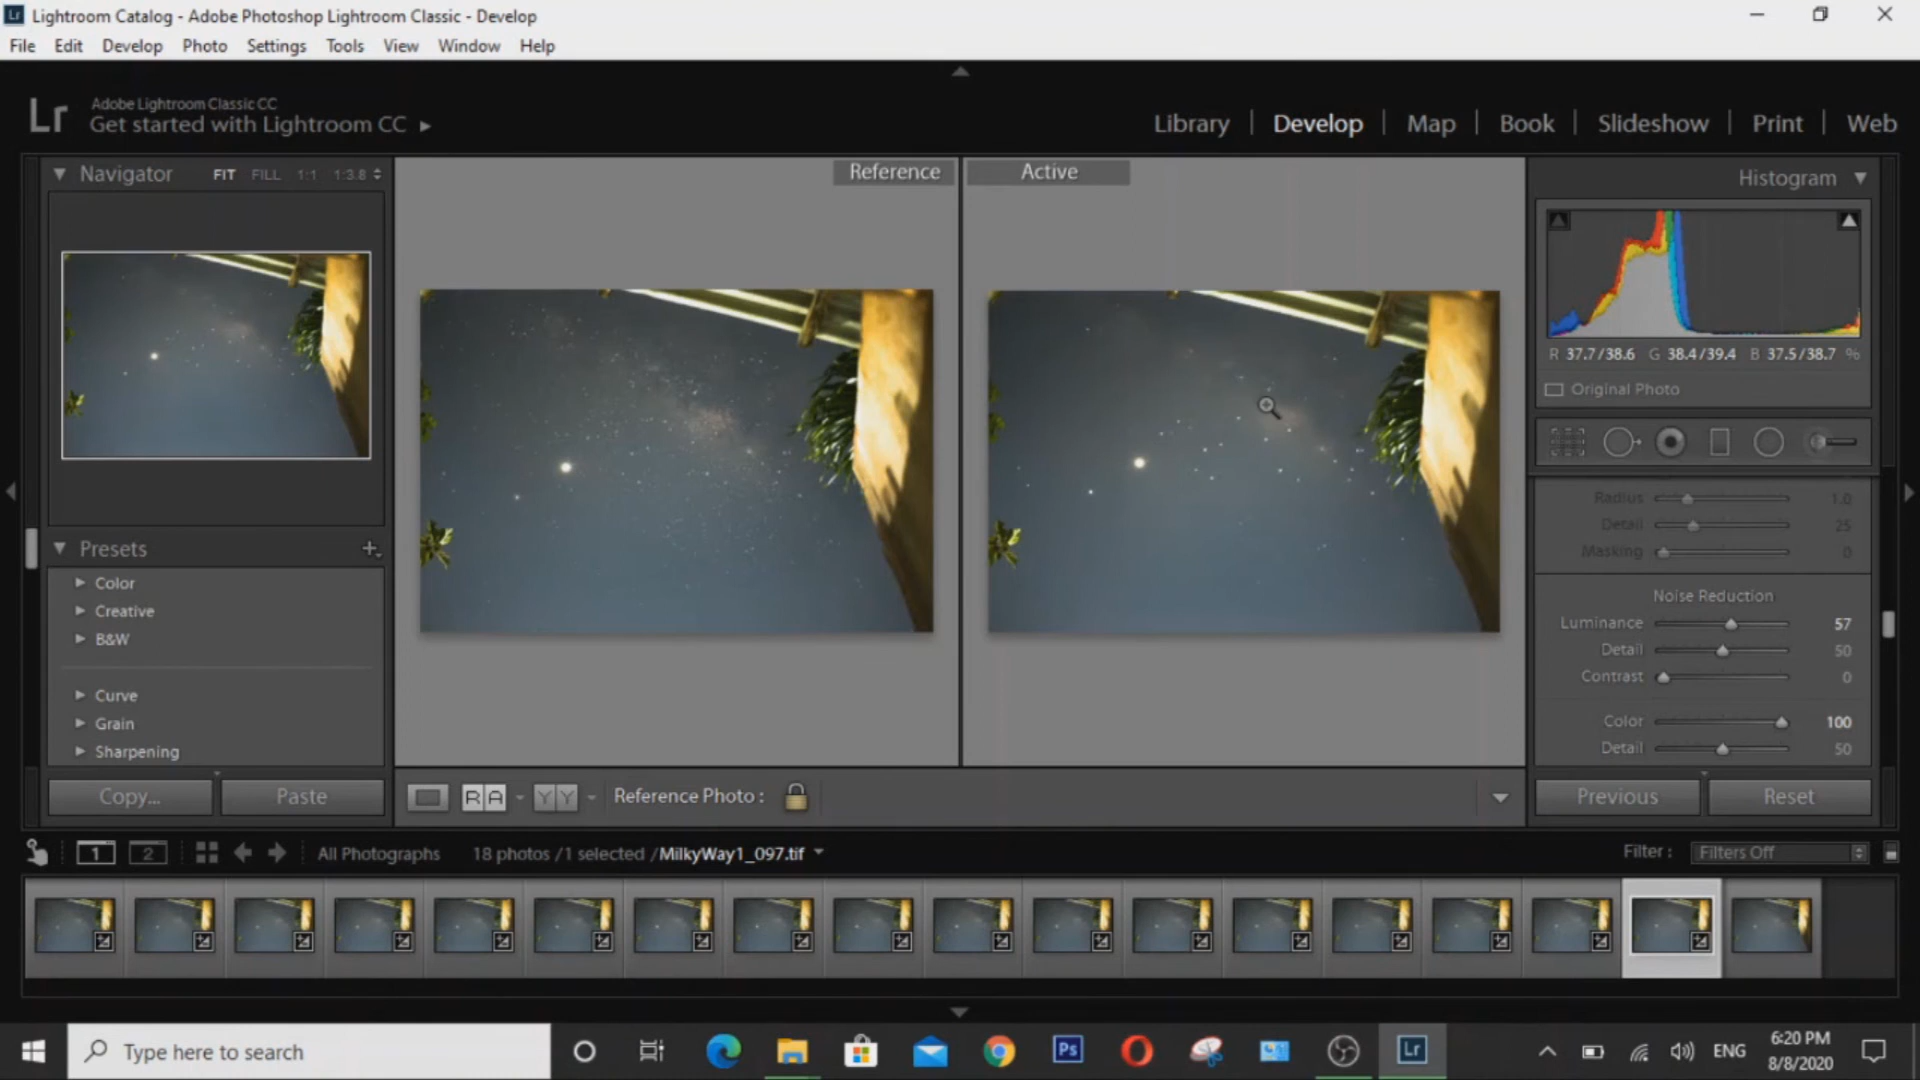 Lr Lightroom Catalog - Adobe Photoshop Lightroom Classic - Develop
File Edit Develop Photo Settings Tools View Window Help
Lr
Adobe Lightroom Classic CC
Get started with Lightroom CC
Library | Develop | Map | Book | Slideshow | Print | Web
Navigator FIT FILL 1:1 1:3.8
Reference
Active
Histogram
R 37.7/38.6 G 38.4/39.4 B 37.5/38.7 %
Original Photo
Radius 1.0
Detail 25
Masking 0
Noise Reduction
Luminance 57
Detail 50
Contrast 0
Color 100
Detail 50
Presets +
Color
Creative
B&W
Curve
Grain
Sharpening
Copy... Paste
RA YY Reference Photo :
Previous Reset
1 2 All Photographs 18 photos /1 selected /MilkyWay1_097.tif
Filter : Filters Off
Type here to search
Ps
Lr
ENG
6:20 PM
8/8/2020